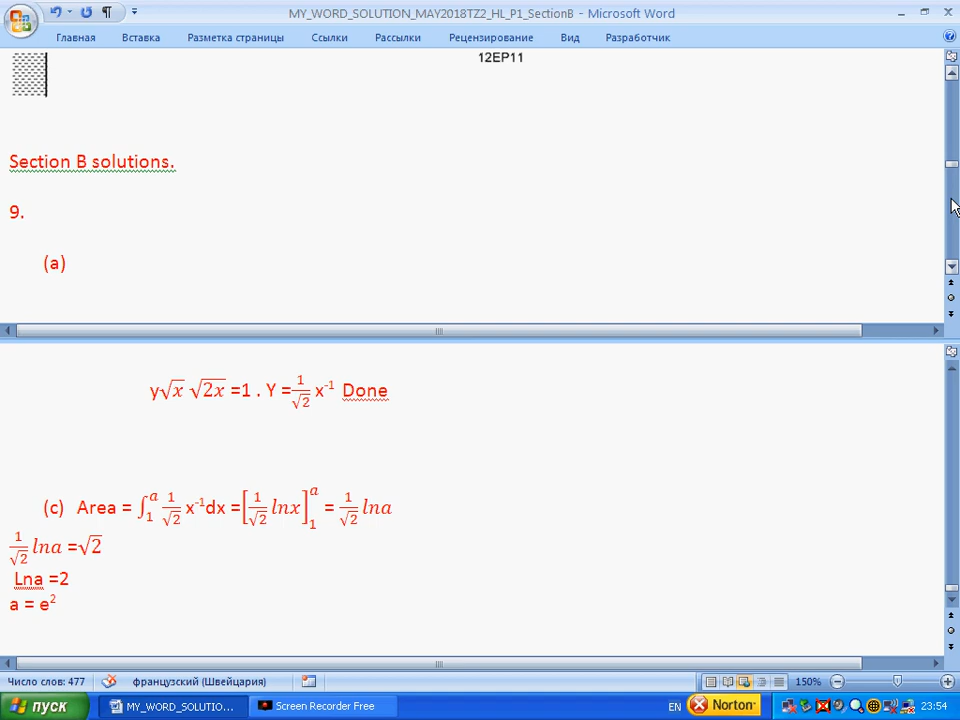 MY_WORD_SOLUTION_MAY2018TZ2_HL_P1_SectionB - Microsoft Word
Главная Вставка Разметка страницы Ссылки Рассылки Рецензирование Вид Разработчик
12EP11
Section B solutions.
9.
(a)
y√x √2x =1 . Y = 1/√2 x⁻¹ Done
(c) Area = ∫₁ᵃ 1/√2 x⁻¹dx = [1/√2 lnx]₁ᵃ = 1/√2 lna
1/√2 lna =√2
Lna =2
a = e²
Число слов: 477 французский (Швейцария) 150%
пуск MY_WORD_SOLUTIO... Screen Recorder Free EN Norton 23:54